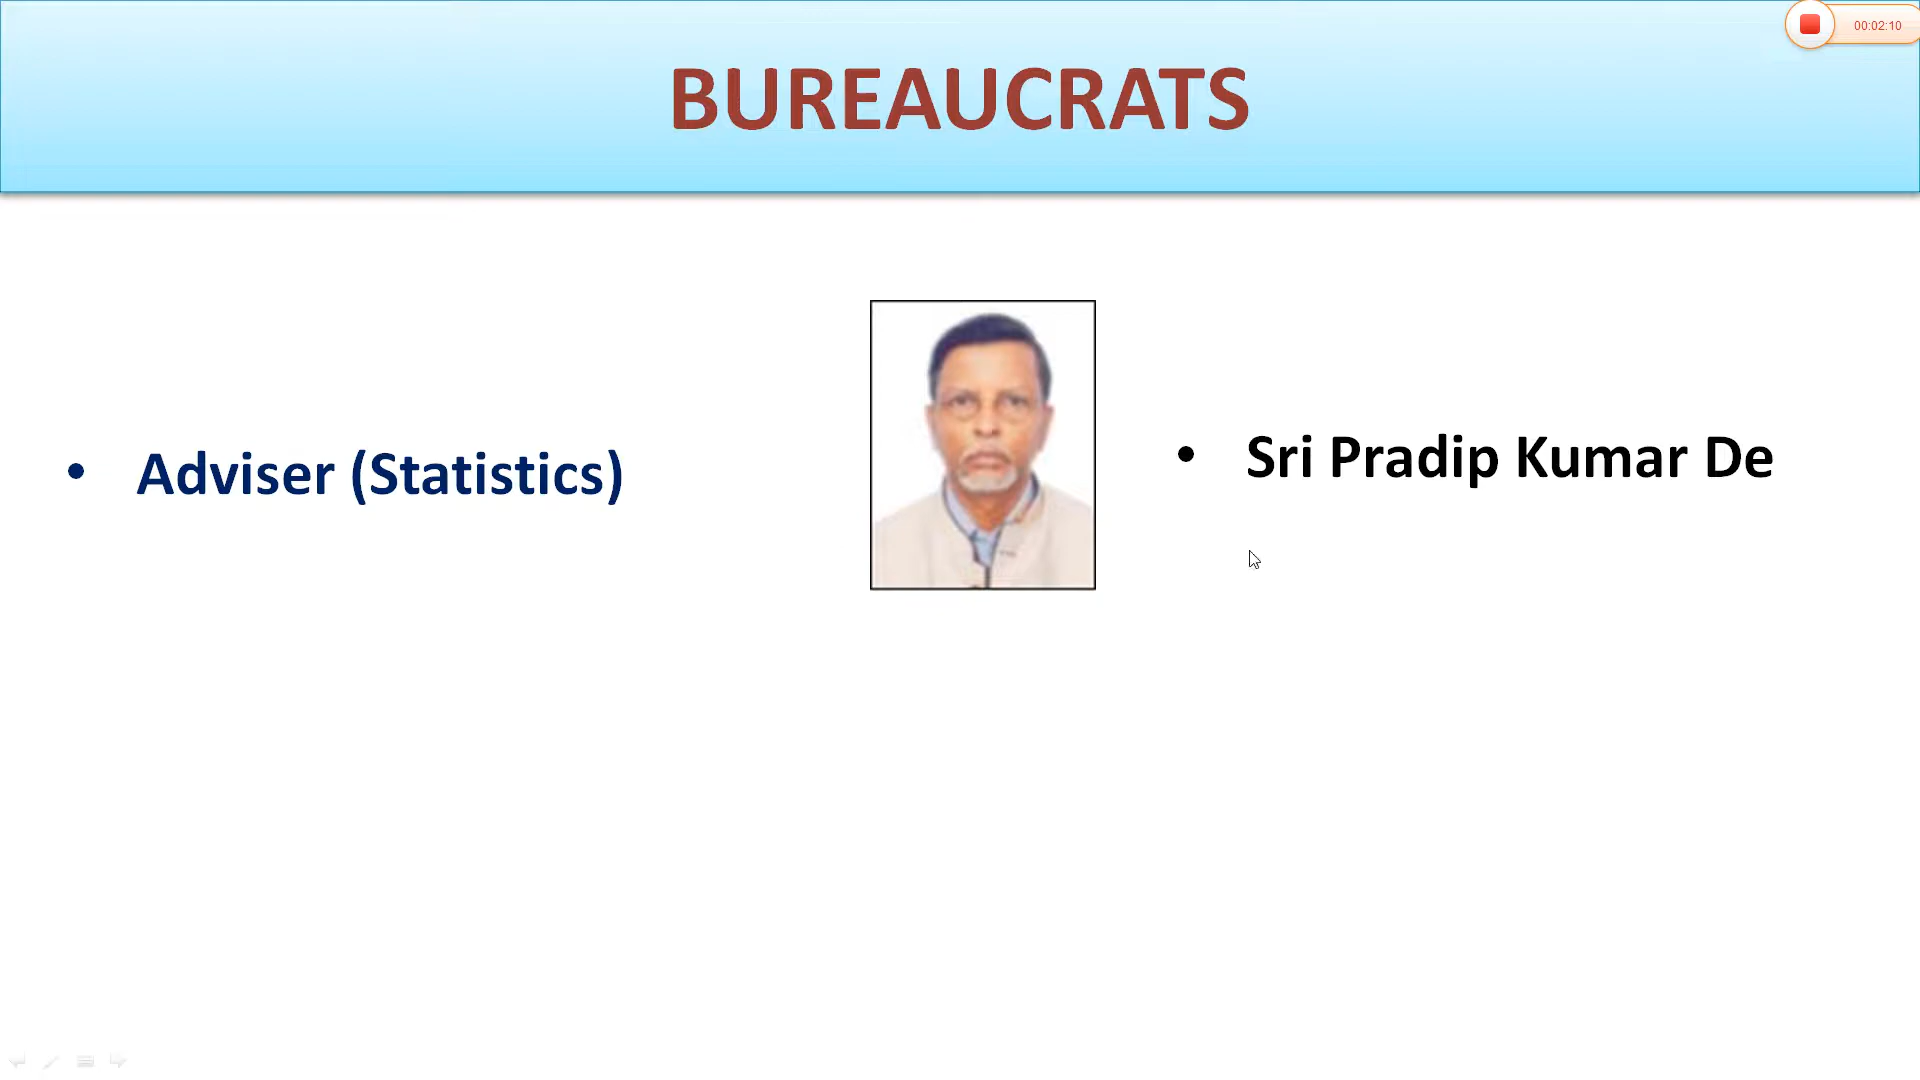 00:02:10
BUREAUCRATS
• Adviser (Statistics)
• Sri Pradip Kumar De